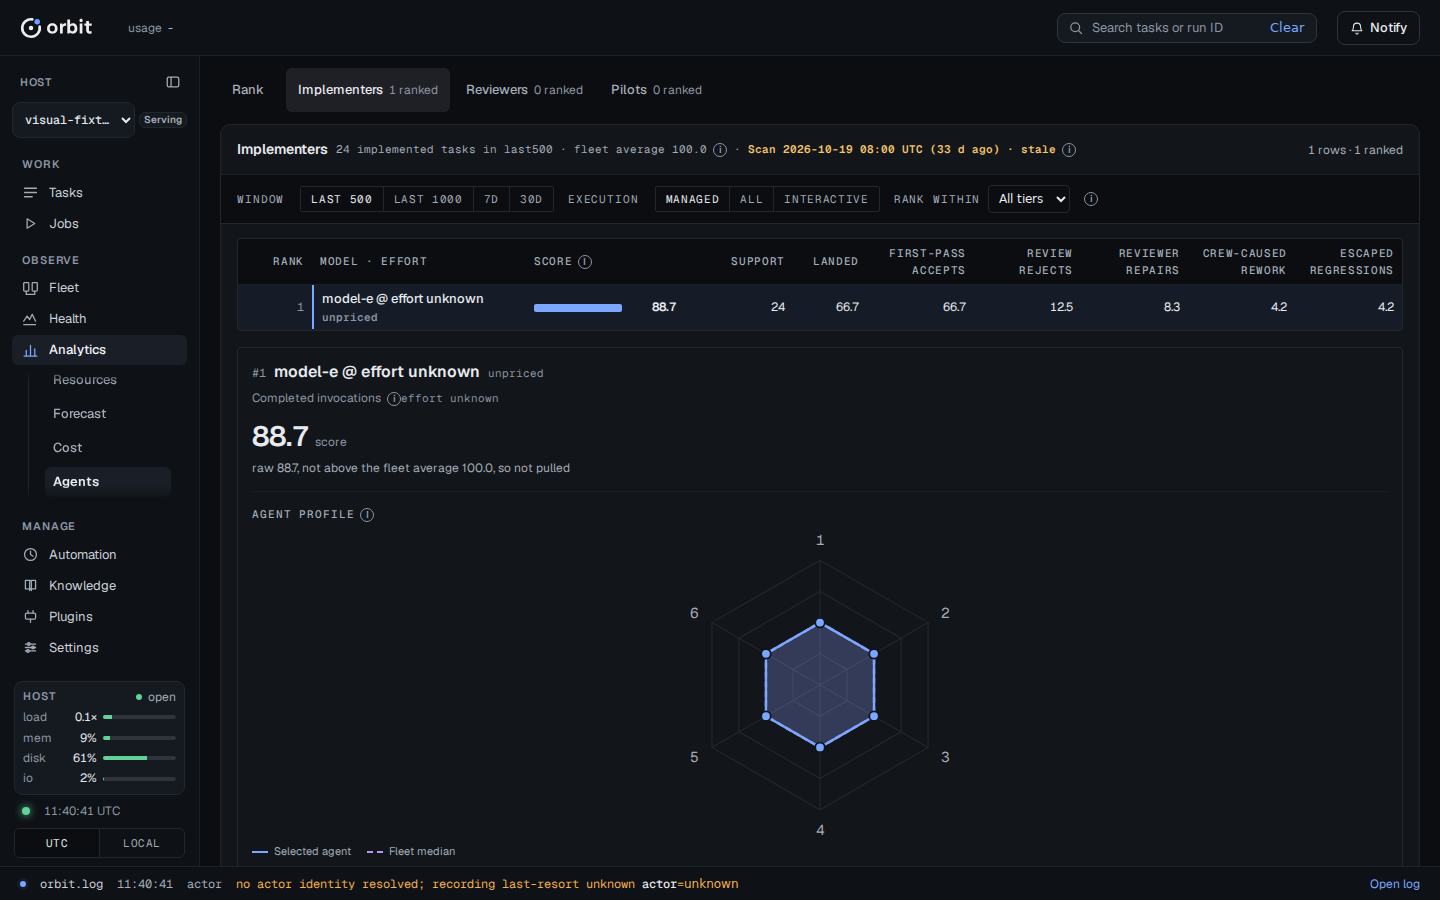 orbit
usage -
Search tasks or run ID
Clear
Notify
HOST
visual-fixt…
Serving
WORK
Tasks
Jobs
OBSERVE
Fleet
Health
Analytics
Resources
Forecast
Cost
Agents
MANAGE
Automation
Knowledge
Plugins
Settings
HOST
open
load 0.1×
mem 9%
disk 61%
io 2%
11:40:41 UTC
UTC LOCAL
Rank
Implementers 1 ranked
Reviewers 0 ranked
Pilots 0 ranked
Implementers 24 implemented tasks in last500 · fleet average 100.0 · Scan 2026-10-19 08:00 UTC (33 d ago) · stale
1 rows · 1 ranked
WINDOW LAST 500 LAST 1000 7D 30D EXECUTION MANAGED ALL INTERACTIVE RANK WITHIN All tiers
RANK MODEL · EFFORT SCORE SUPPORT LANDED FIRST-PASS ACCEPTS REVIEW REJECTS REVIEWER REPAIRS CREW-CAUSED REWORK ESCAPED REGRESSIONS
1 model-e @ effort unknown 88.7 24 66.7 66.7 12.5 8.3 4.2 4.2
unpriced
#1 model-e @ effort unknown unpriced
Completed invocations effort unknown
88.7 score
raw 88.7, not above the fleet average 100.0, so not pulled
AGENT PROFILE
1
2
3
4
5
6
Selected agent
Fleet median
orbit.log 11:40:41 actor no actor identity resolved; recording last-resort unknown actor=unknown
Open log